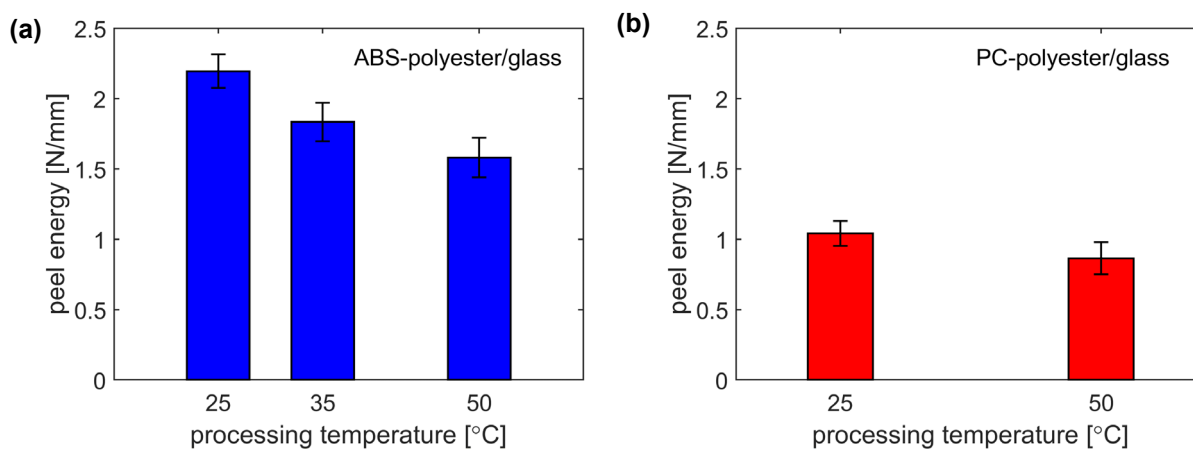 (a)
ABS-polyester/glass
peel energy [N/mm]
2.5
2
1.5
1
0.5
0
25 35 50
processing temperature [°C]
(b)
PC-polyester/glass
peel energy [N/mm]
2.5
2
1.5
1
0.5
0
25 50
processing temperature [°C]